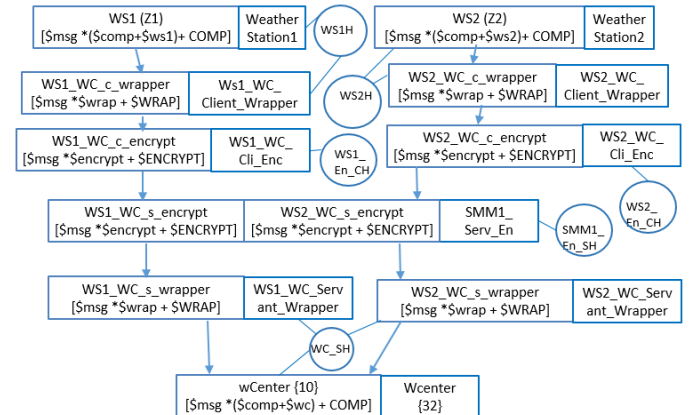 WS1 (Z1)
[$msg *($comp+$ws1)+ COMP]
Weather
Station1
WS1H
WS2 (Z2)
[$msg *($comp+$ws2)+ COMP]
Weather
Station2
WS1_WC_c_wrapper
[$msg *$wrap + $WRAP]
Ws1_WC_
Client_Wrapper
WS2H
WS2_WC_c_wrapper
[$msg *$wrap + $WRAP]
WS2_WC_
Client_Wrapper
WS1_WC_c_encrypt
[$msg *$encrypt + $ENCRYPT]
WS1_WC_
Cli_Enc
WS1_
En_CH
WS2_WC_c_encrypt
[$msg *$encrypt + $ENCRYPT]
WS2_WC_
Cli_Enc
WS2_
En_CH
WS1_WC_s_encrypt
[$msg *$encrypt + $ENCRYPT]
WS2_WC_s_encrypt
[$msg *$encrypt + $ENCRYPT]
SMM1_
Serv_En
SMM1_
En_SH
WS1_WC_s_wrapper
[$msg *$wrap + $WRAP]
WS1_WC_Serv
ant_Wrapper
WS2_WC_s_wrapper
[$msg *$wrap + $WRAP]
WS2_WC_Serv
ant_Wrapper
WC_SH
wCenter {10}
[$msg *($comp+$wc) + COMP]
Wcenter
{32}